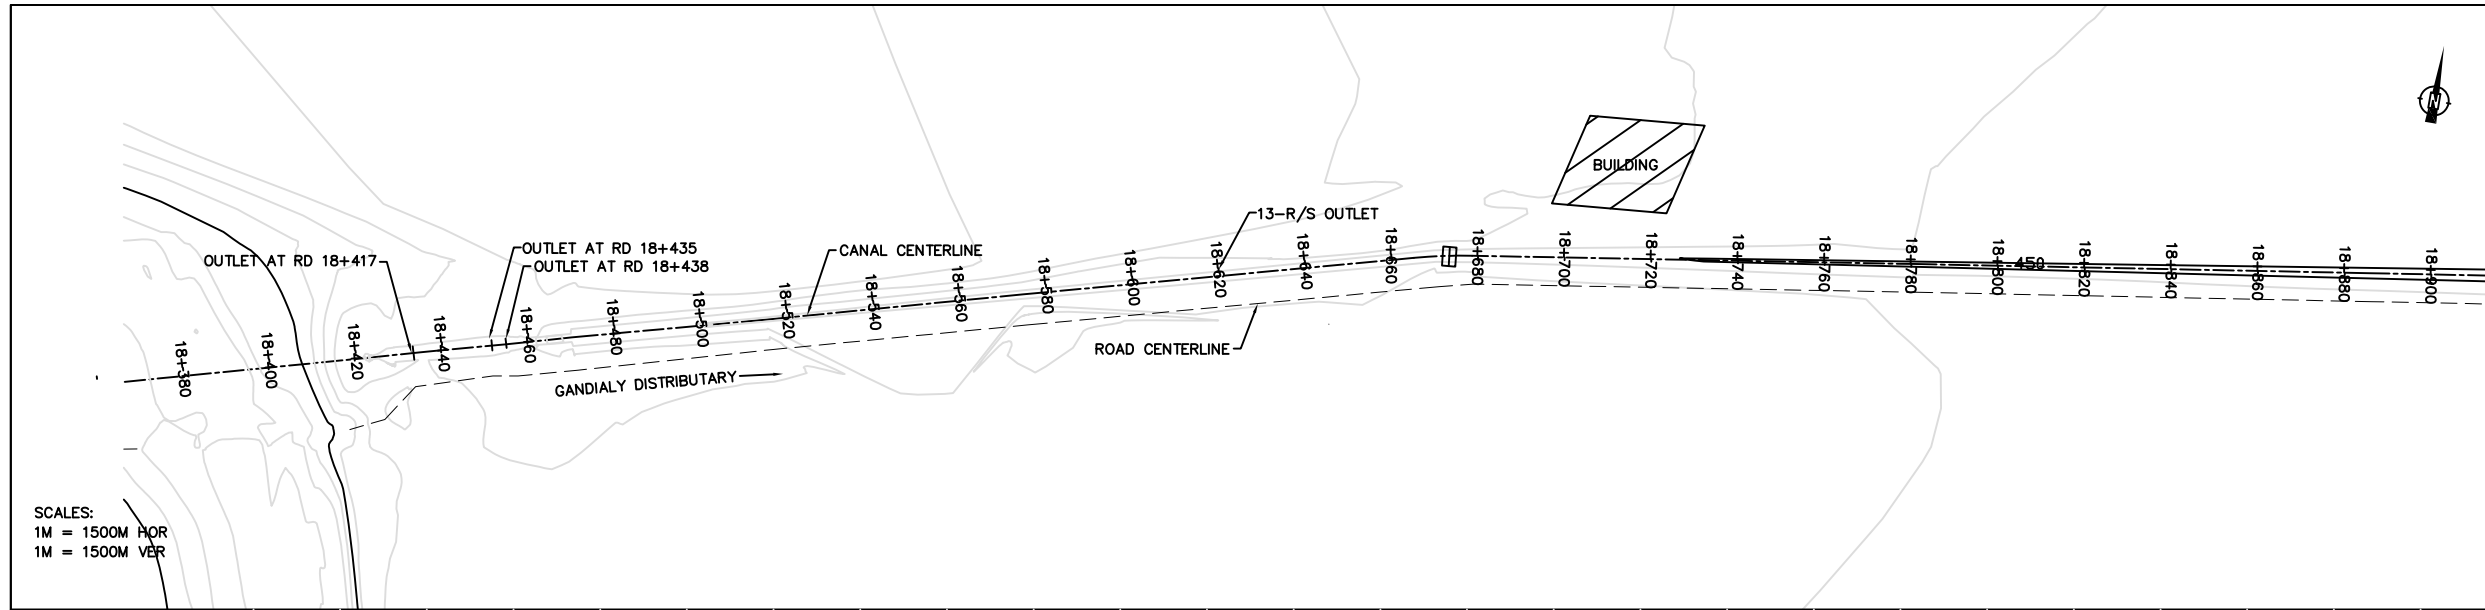 BUILDING
13-R/S OUTLET
OUTLET AT RD 18+435
CANAL CENTERLINE
OUTLET AT RD 18+417
OUTLET AT RD 18+438
18+380
18+400
18+420
18+440
18+460
18+480
18+500
18+520
18+540
18+560
18+580
18+600
18+620
18+640
18+660
18+680
18+700
18+720
18+740
18+760
18+780
18+800
450
18+820
18+840
18+860
18+880
18+900
N
ROAD CENTERLINE
GANDIALY DISTRIBUTARY
SCALES:
1M = 1500M HOR
1M = 1500M VER